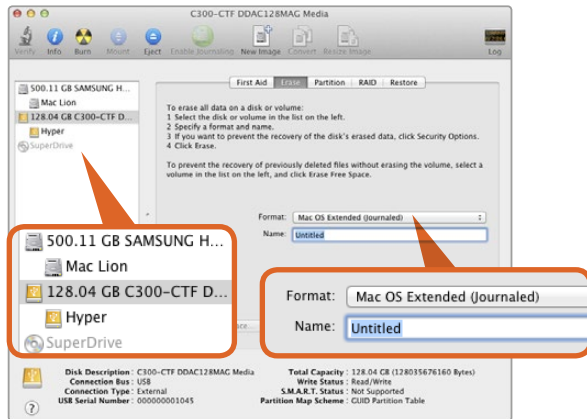 C300-CTF DDAC128MAG Media
Verify Info Burn Mount Eject Enable Journaling New Image Convert Resize Image Log
500.11 GB SAMSUNG H...
Mac Lion
128.04 GB C300-CTF D...
Hyper
SuperDrive
First Aid Erase Partition RAID Restore
To erase all data on a disk or volume:
1 Select the disk or volume in the list on the left.
2 Specify a format and name.
3 If you want to prevent the recovery of the disk's erased data, click Security Options.
4 Click Erase.
To prevent the recovery of previously deleted files without erasing the volume, select a
volume in the list on the left, and click Erase Free Space.
Format: Mac OS Extended (Journaled)
Name: Untitled
500.11 GB SAMSUNG H...
Mac Lion
128.04 GB C300-CTF D...
Hyper
SuperDrive
Format: Mac OS Extended (Journaled)
Name: Untitled
Disk Description : C300-CTF DDAC128MAG Media
Connection Bus : USB
Connection Type : External
USB Serial Number : 000000001045
Total Capacity : 128.04 GB (128035676160 Bytes)
Write Status : Read/Write
S.M.A.R.T. Status : Not Supported
Partition Map Scheme : GUID Partition Table
?